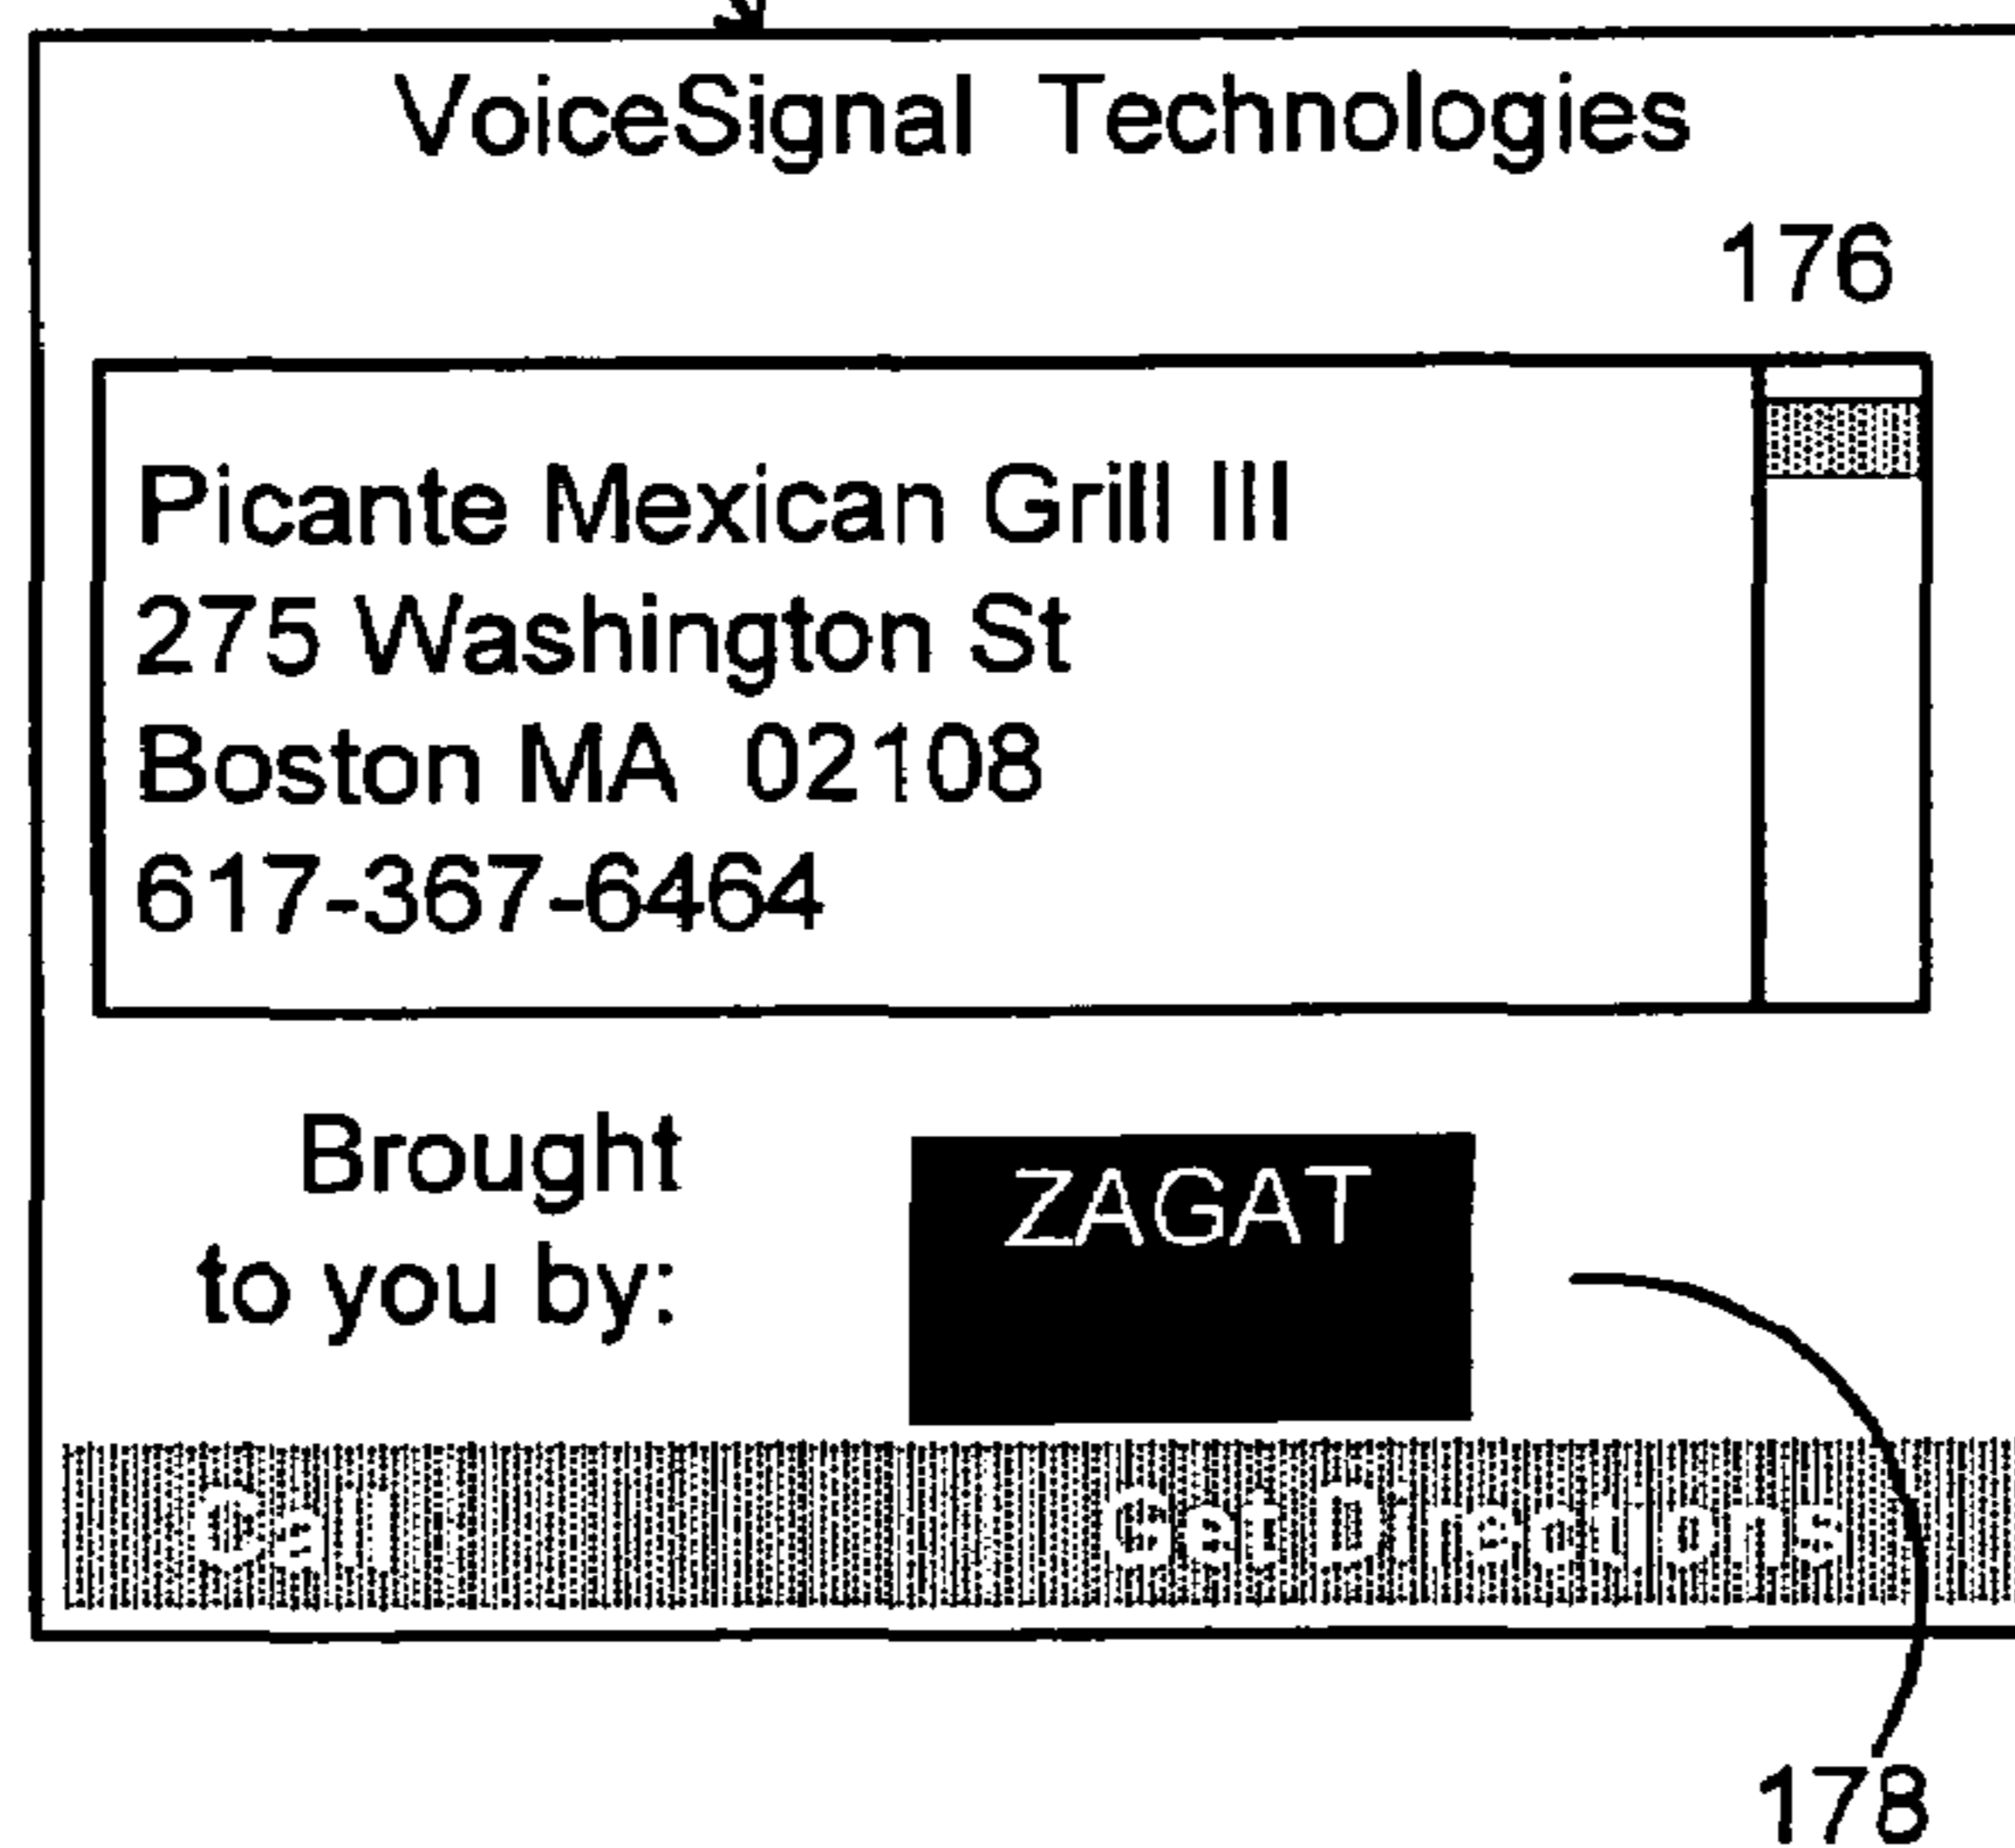 VoiceSignal Technologies
176
Picante Mexican Grill III
275 Washington St
Boston MA 02108
617-367-6464
Brought
to you by:
ZAGAT
Call Get Directions
178